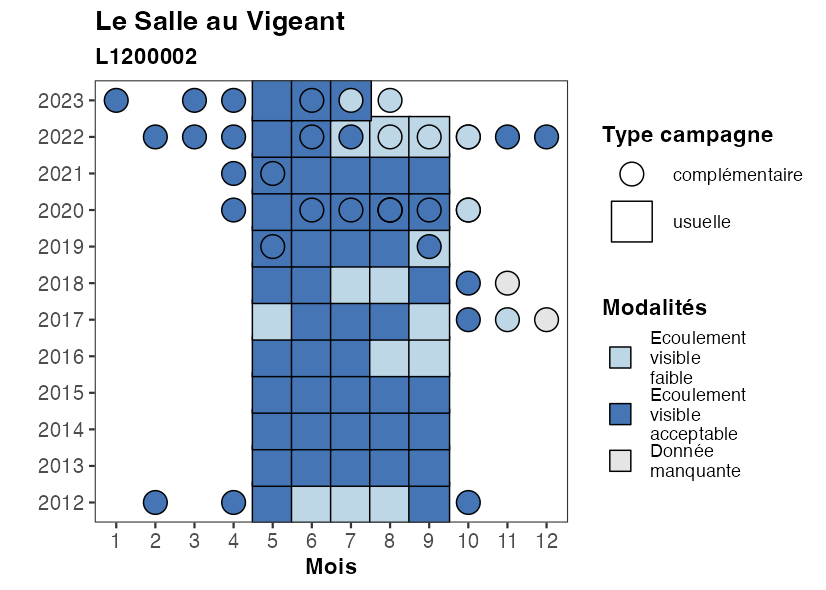 Le Salle au Vigeant
L1200002
2023
2022
2021
2020
2019
2018
2017
2016
2015
2014
2013
2012
1 2 3 4 5 6 7 8 9 10 11 12
Mois
Type campagne
complémentaire
usuelle
Modalités
Ecoulement
visible
faible
Ecoulement
visible
acceptable
Donnée
manquante